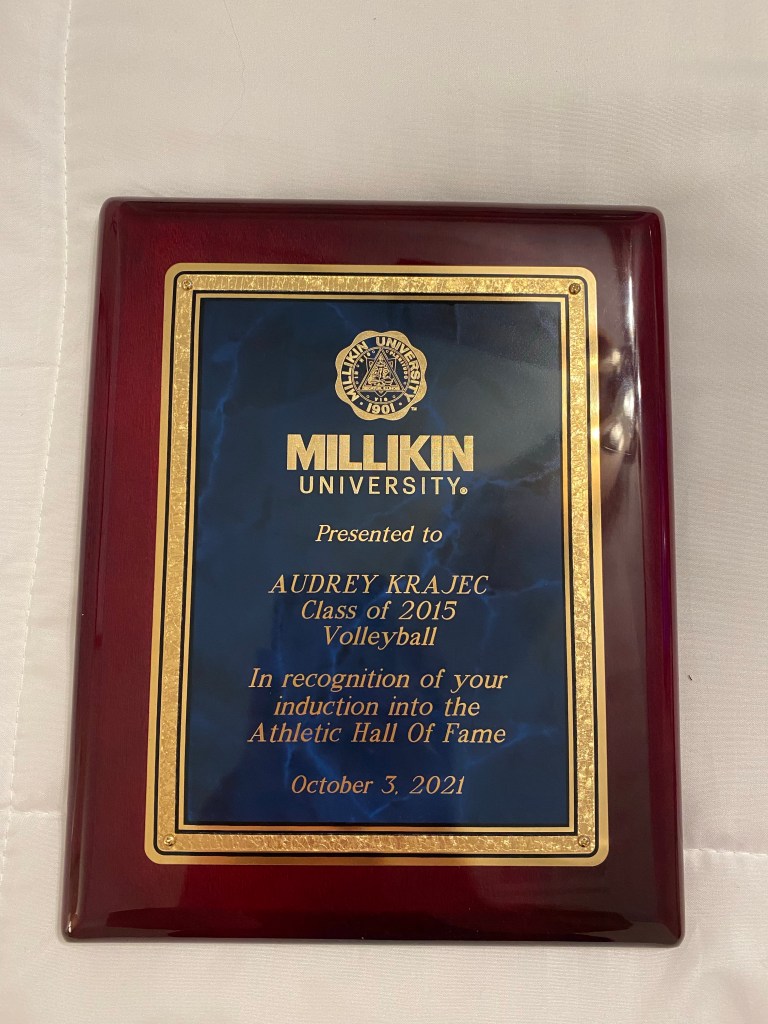 MILLIKIN UNIVERSITY
1901
MILLIKIN
UNIVERSITY®
Presented to
AUDREY KRAJEC
Class of 2015
Volleyball
In recognition of your
induction into the
Athletic Hall Of Fame
October 3, 2021